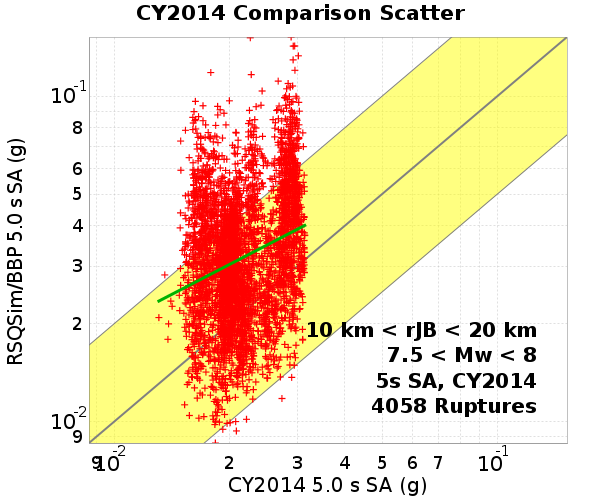 CY2014 Comparison Scatter
RSQSim/BBP 5.0 s SA (g)
10⁻¹
8
6
5
4
3
2
10⁻²
9
10 km < rJB < 20 km
7.5 < Mw < 8
5s SA, CY2014
4058 Ruptures
9 10⁻² 2 3 4 5 6 7 10⁻¹
CY2014 5.0 s SA (g)